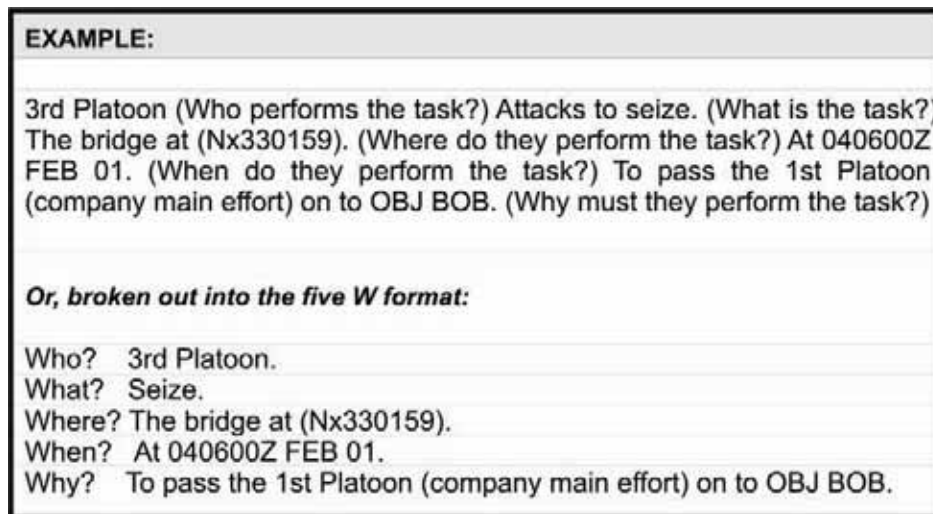 EXAMPLE:
3rd Platoon (Who performs the task?) Attacks to seize. (What is the task?)
The bridge at (Nx330159). (Where do they perform the task?) At 040600Z
FEB 01. (When do they perform the task?) To pass the 1st Platoon
(company main effort) on to OBJ BOB. (Why must they perform the task?)
Or, broken out into the five W format:
Who? 3rd Platoon.
What? Seize.
Where? The bridge at (Nx330159).
When? At 040600Z FEB 01.
Why? To pass the 1st Platoon (company main effort) on to OBJ BOB.